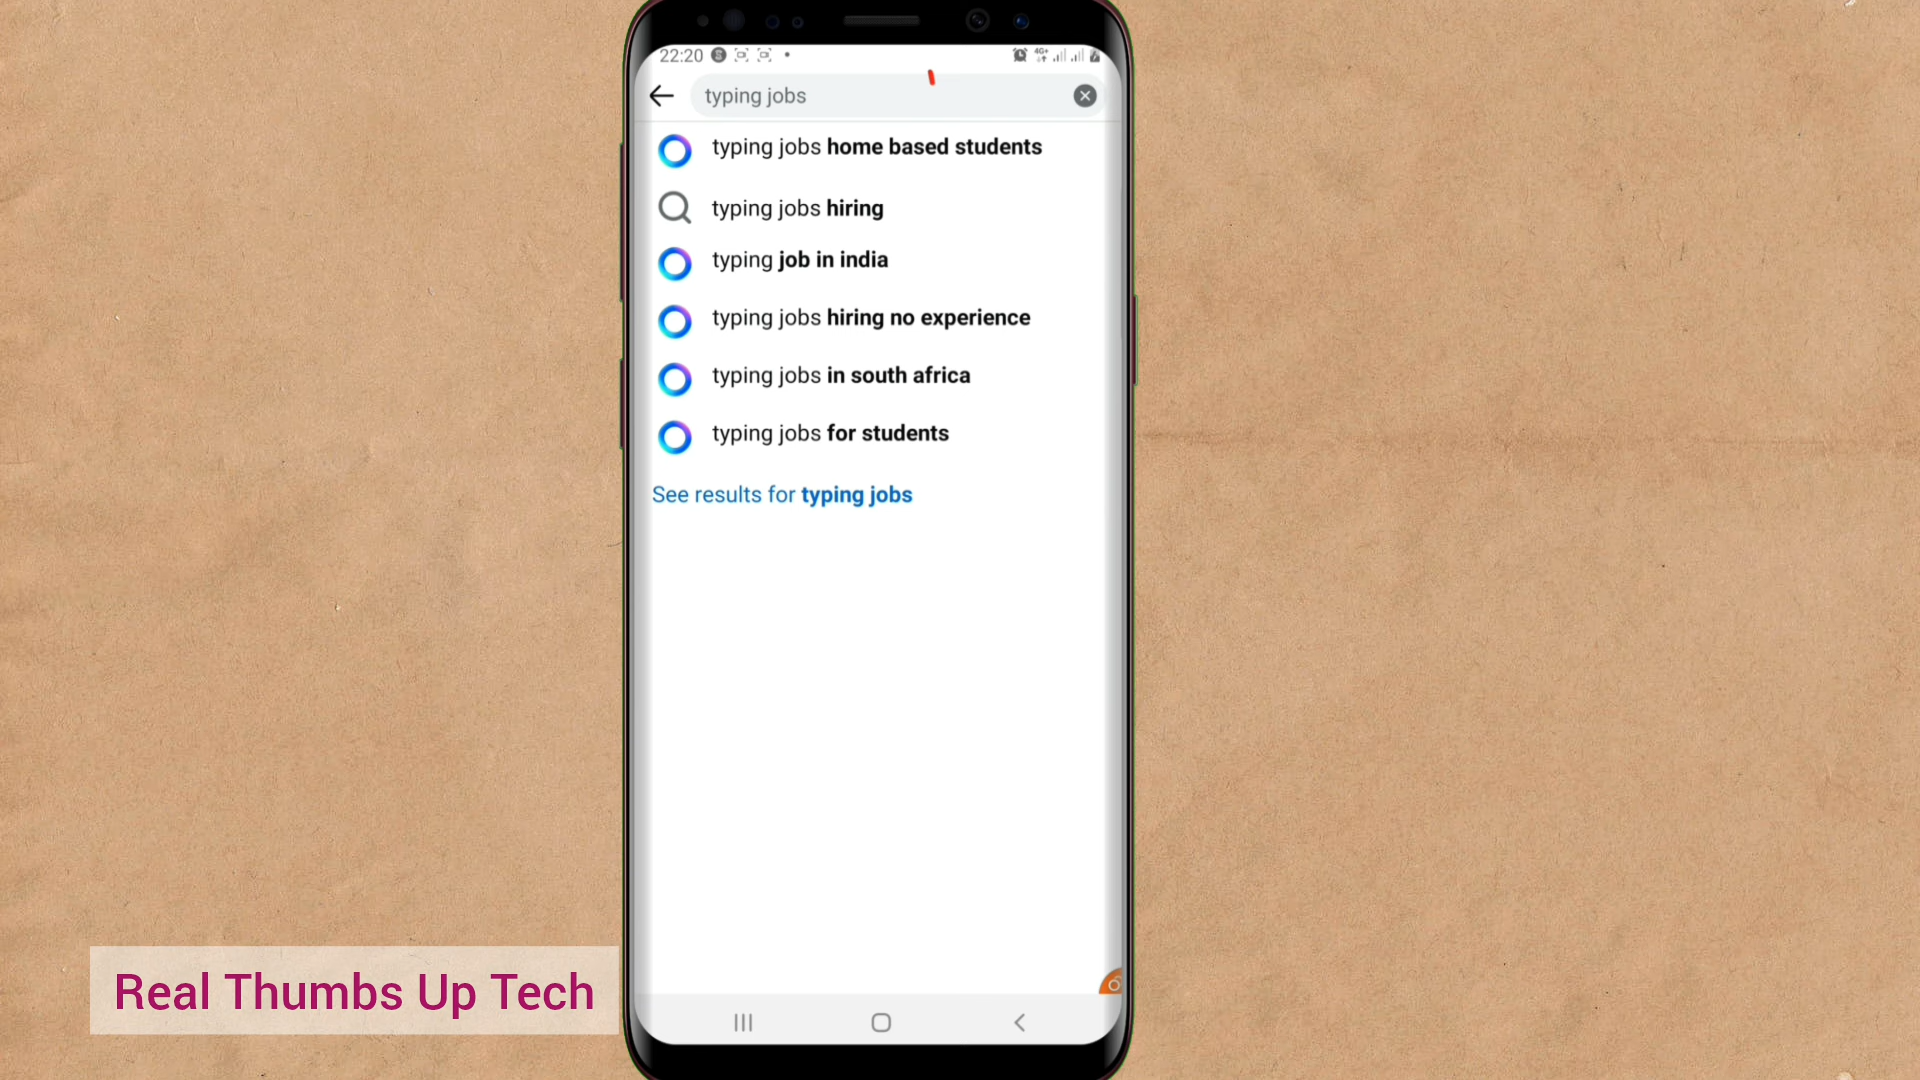 22:20
4G+
typing jobs
typing jobs home based students
typing jobs hiring
typing job in india
typing jobs hiring no experience
typing jobs in south africa
typing jobs for students
See results for typing jobs
Real Thumbs Up Tech